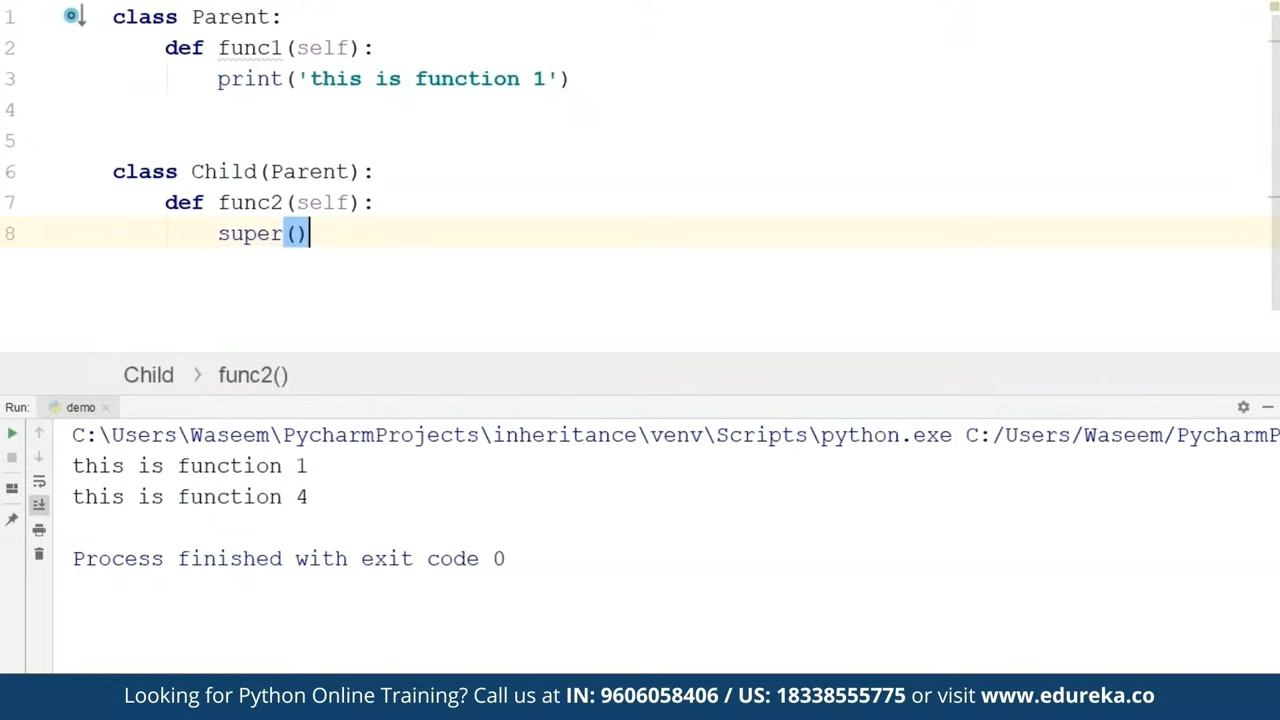 1 class Parent:
2 def func1(self):
3 print('this is function 1')
4
5
6 class Child(Parent):
7 def func2(self):
8 super()
Child > func2()
Run: demo
C:\Users\Waseem\PycharmProjects\inheritance\venv\Scripts\python.exe C:/Users/Waseem/PycharmP
this is function 1
this is function 4
Process finished with exit code 0
Looking for Python Online Training? Call us at IN: 9606058406 / US: 18338555775 or visit www.edureka.co